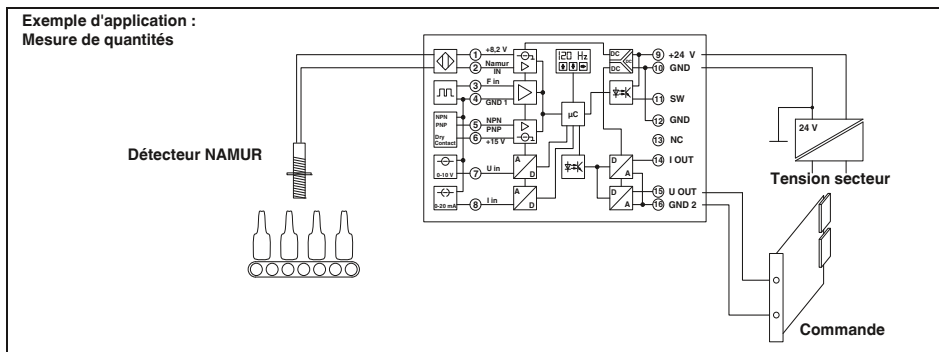 Exemple d'application :
Mesure de quantités
Détecteur NAMUR
1 +8,2 V
2 Namur IN
3 F in
4 GND 1
NPN
PNP
Dry
Contact
5 NPN
PNP
6 +15 V
0-10 V
7 U in
0-20 mA
8 I in
A
D
A
D
120 Hz
µC
DC
DC
DC
D
A
D
A
9 +24 V
10 GND
11 SW
12 GND
13 NC
14 I OUT
15 U OUT
16 GND 2
24 V
Tension secteur
Commande